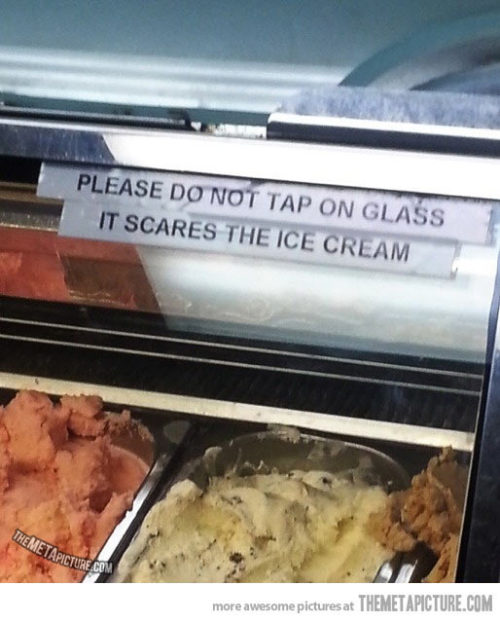 PLEASE DO NOT TAP ON GLASS
IT SCARES THE ICE CREAM
THEMETAPICTURE.COM
more awesome pictures at THEMETAPICTURE.COM